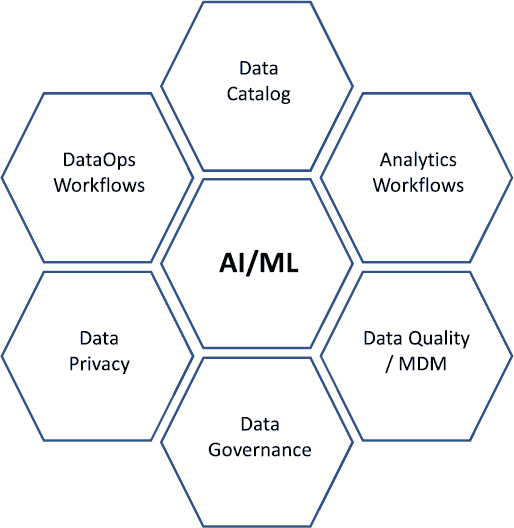 Data
Catalog
DataOps
Workflows
Analytics
Workflows
AI/ML
Data
Privacy
Data Quality
/ MDM
Data
Governance